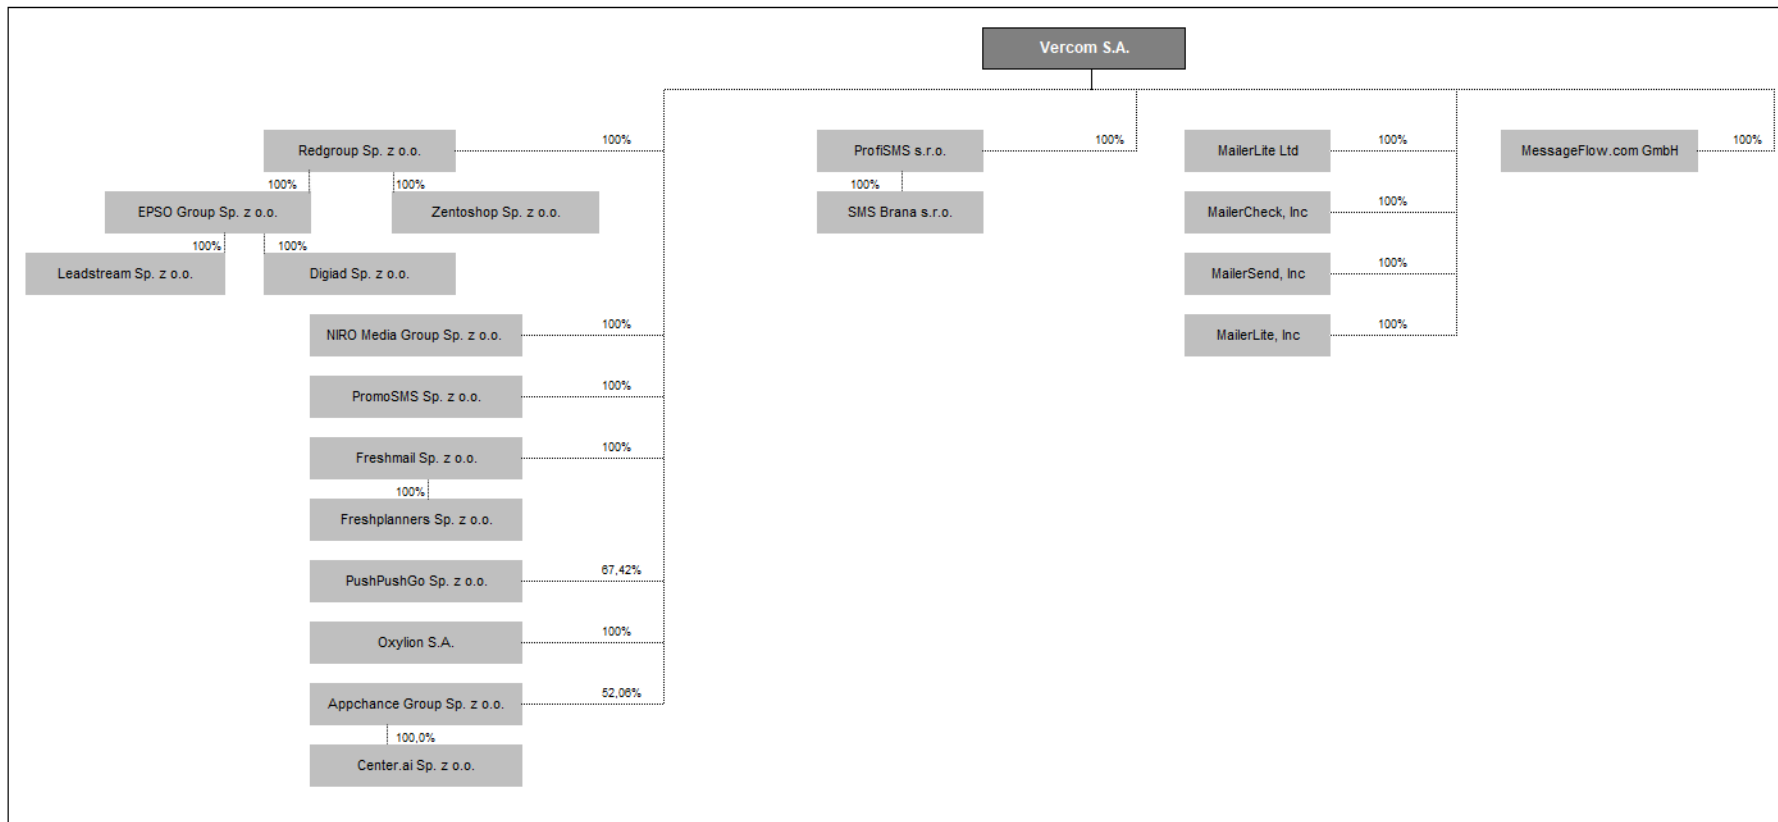 Vercom S.A.
Redgroup Sp. z o.o.
100%
ProfiSMS s.r.o.
100%
MailerLite Ltd
100%
MessageFlow.com GmbH
100%
100%
100%
100%
EPSO Group Sp. z o.o.
Zentoshop Sp. z o.o.
SMS Brana s.r.o.
MailerCheck, Inc
100%
100%
100%
Leadstream Sp. z o.o.
Digiad Sp. z o.o.
MailerSend, Inc
100%
NIRO Media Group Sp. z o.o.
100%
MailerLite, Inc
100%
PromoSMS Sp. z o.o.
100%
Freshmail Sp. z o.o.
100%
100%
Freshplanners Sp. z o.o.
PushPushGo Sp. z o.o.
67,42%
Oxylion S.A.
100%
Appchance Group Sp. z o.o.
52,06%
100,0%
Center.ai Sp. z o.o.